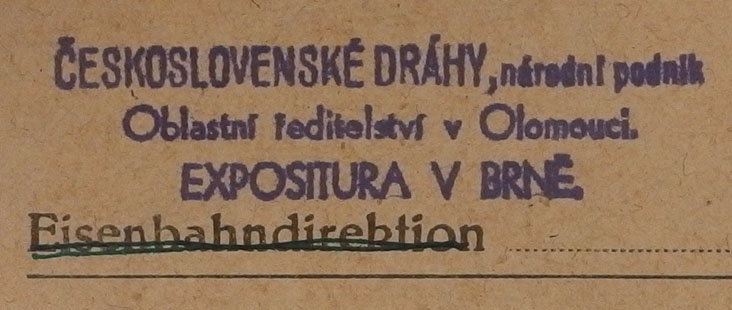 ČESKOSLOVENSKÉ DRÁHY, národní podnik
Oblastní ředitelství v Olomouci.
EXPOSITURA V BRNĚ.
Eisenbahndirektion